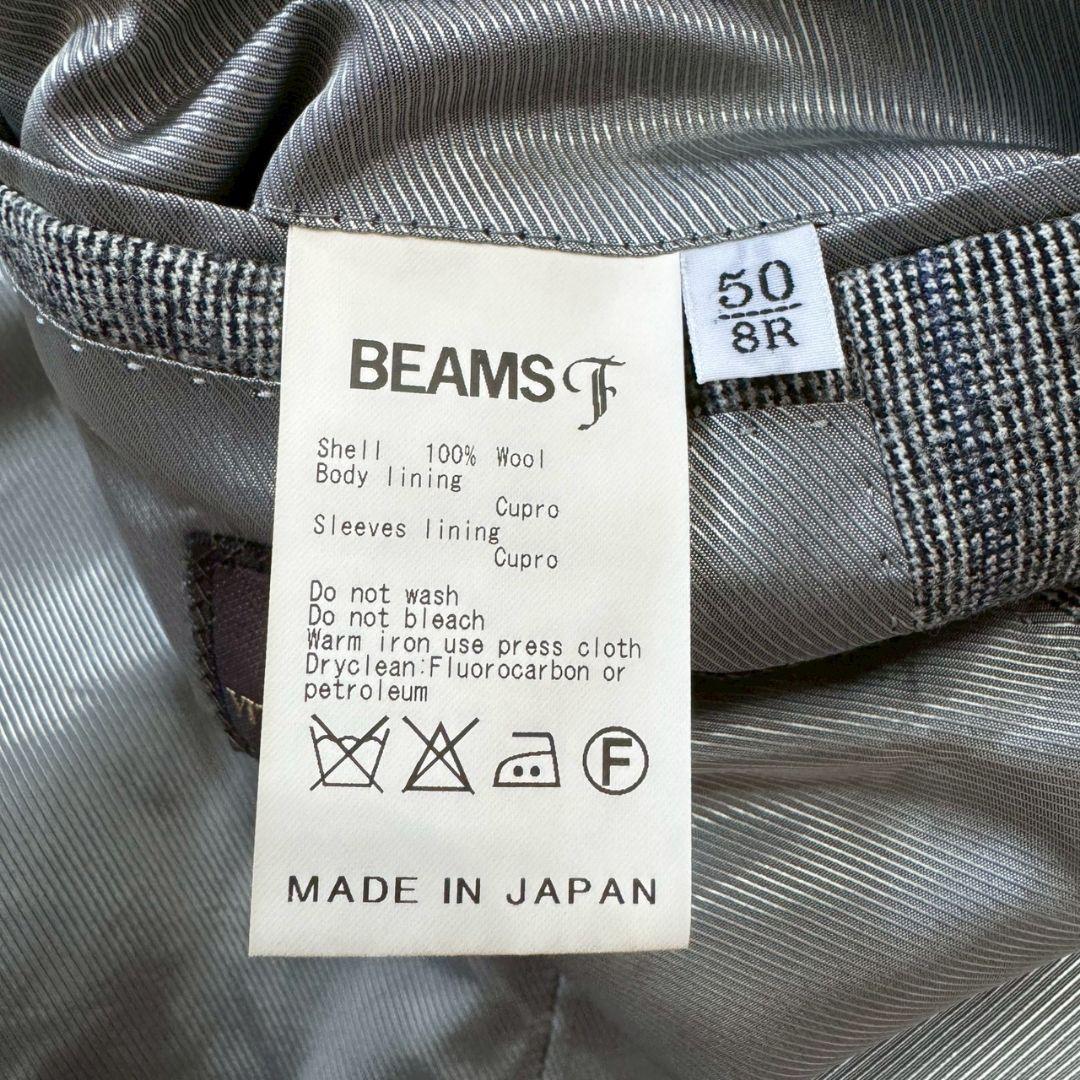 50
8R
BEAMS F
Shell 100% Wool
Body lining
Cupro
Sleeves lining
Cupro
Do not wash
Do not bleach
Warm iron use press cloth
Dryclean:Fluorocarbon or
petroleum
F
MADE IN JAPAN